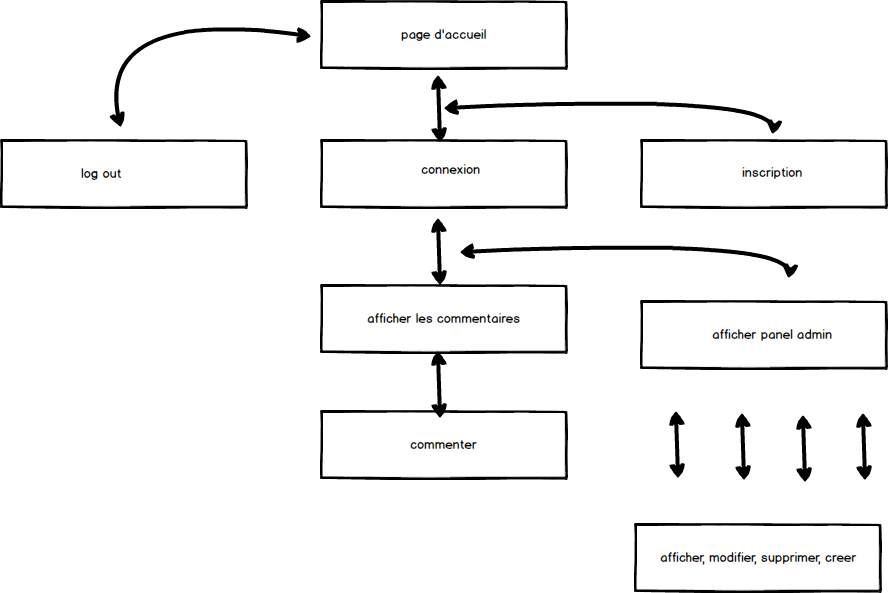 page d'accueil
log out
connexion
inscription
afficher les commentaires
afficher panel admin
commenter
afficher, modifier, supprimer, creer